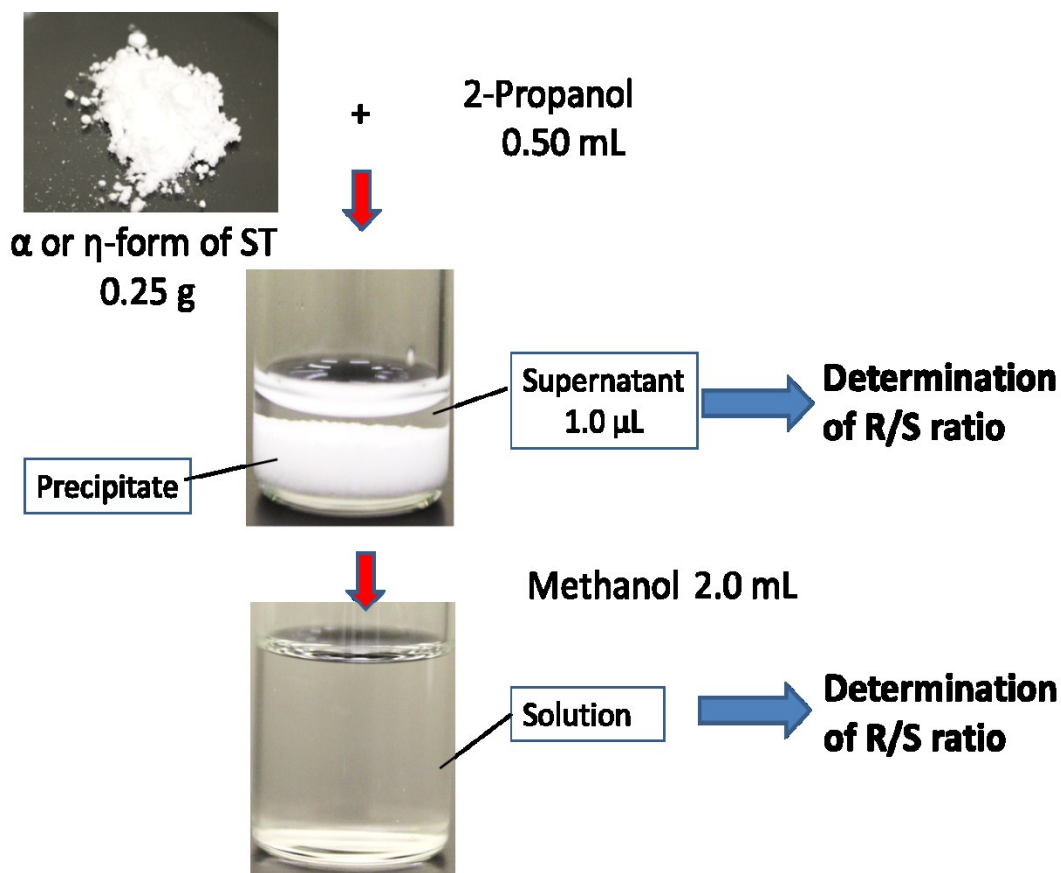 +
2-Propanol
0.50 mL
α or η-form of ST
0.25 g
Supernatant
1.0 µL
Determination
of R/S ratio
Precipitate
Methanol 2.0 mL
Solution
Determination
of R/S ratio